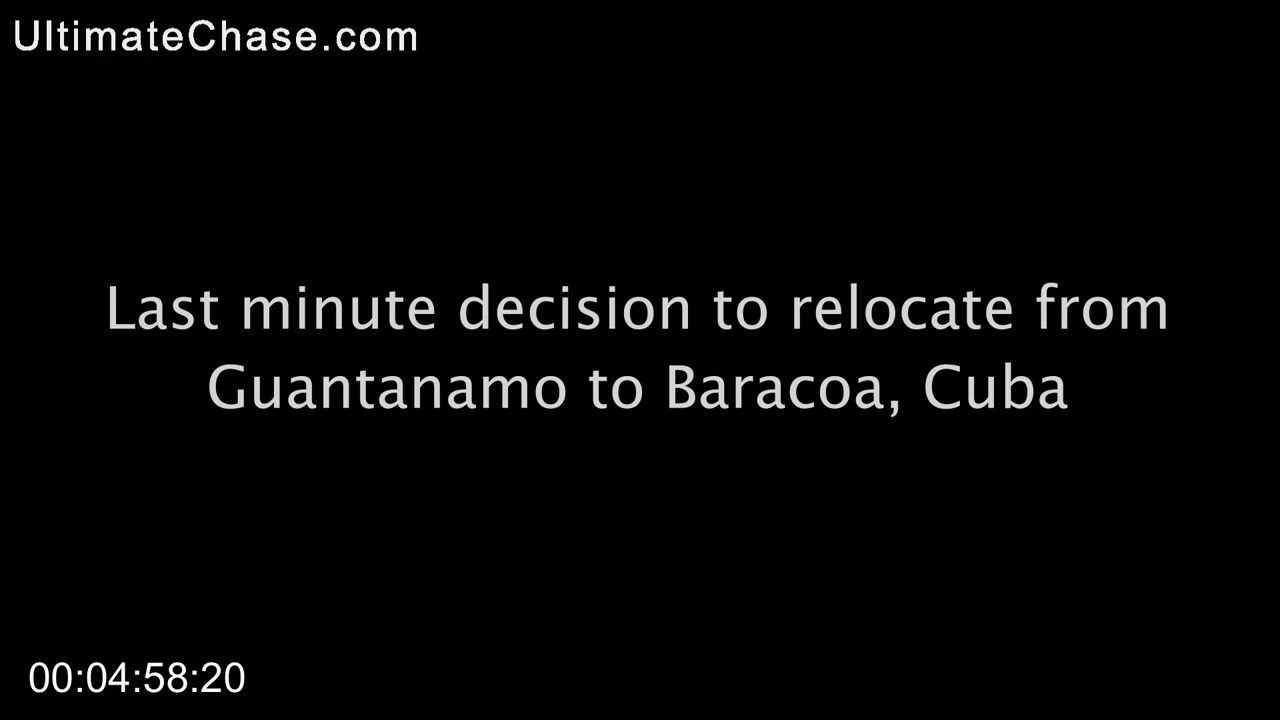 UltimateChase.com
Last minute decision to relocate from
Guantanamo to Baracoa, Cuba
00:04:58:20